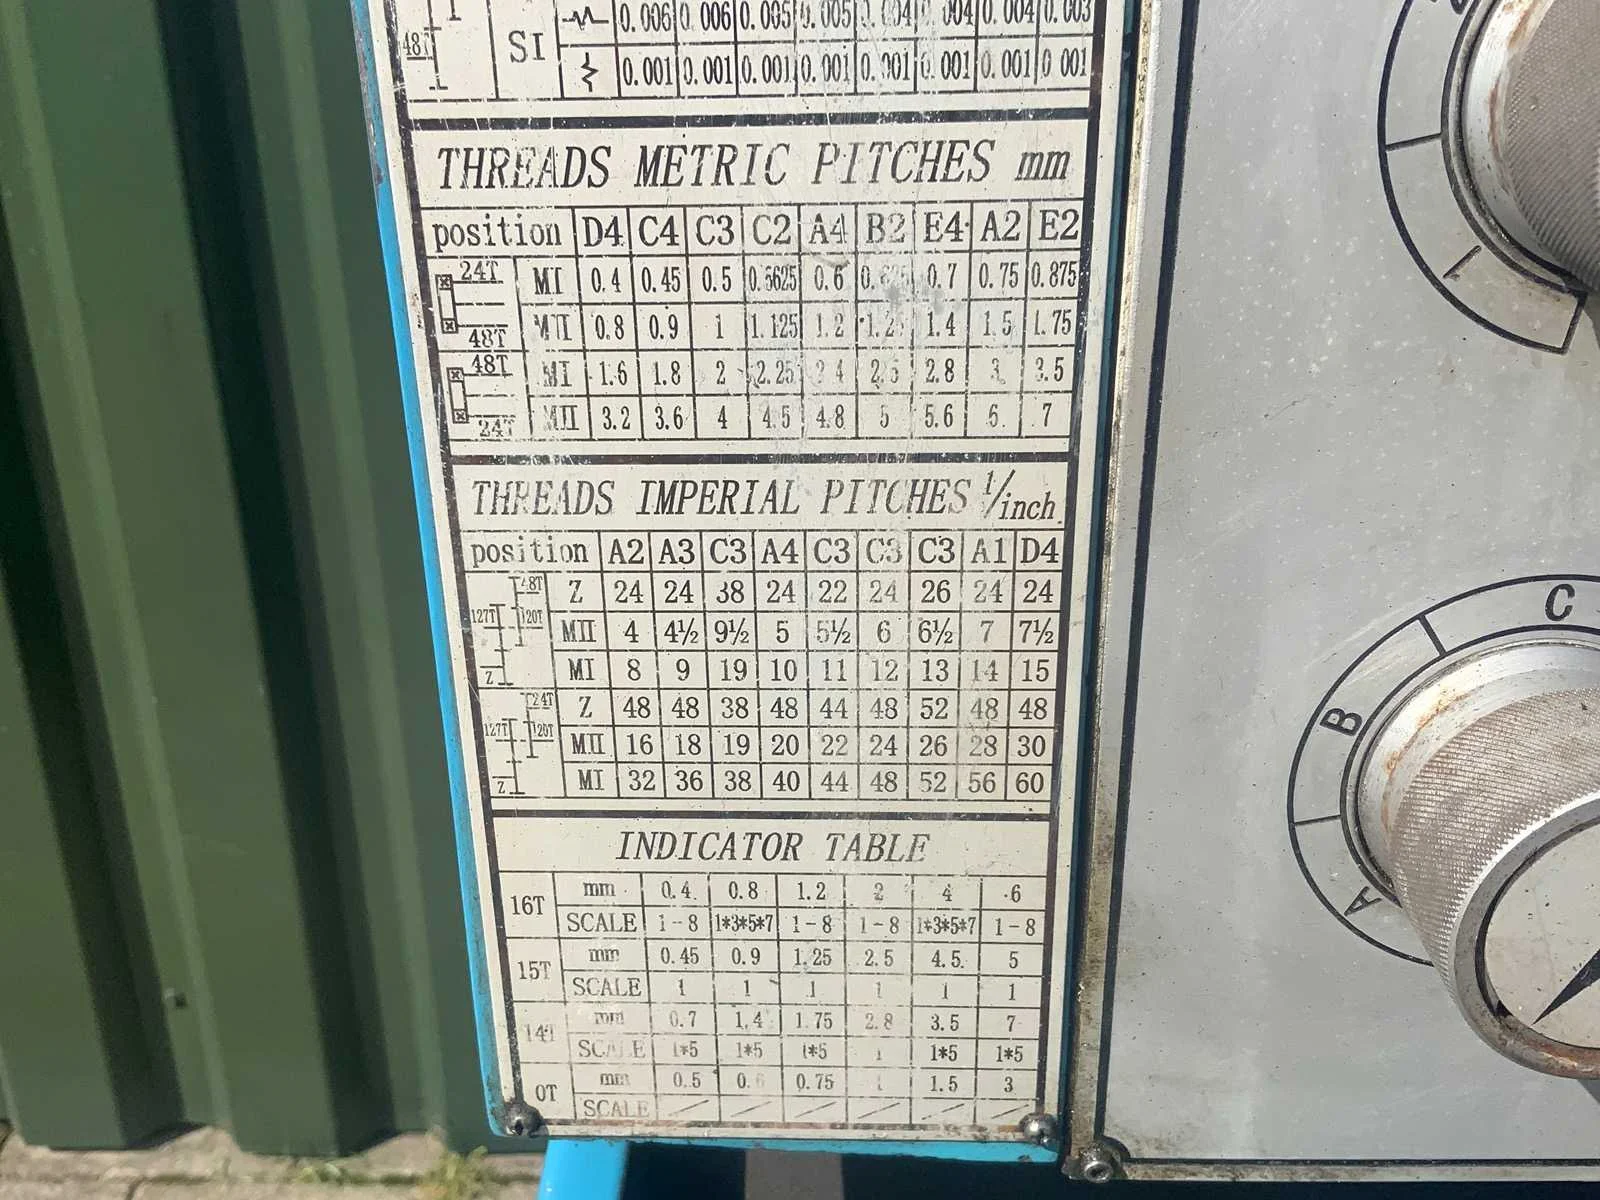 0.006 0.006 0.005 0.005 0.004 0.004 0.004 0.003
48T SI
0.001 0.001 0.001 0.001 0.001 0.001 0.001 0.001
THREADS METRIC PITCHES mm
position D4 C4 C3 C2 A4 B2 E4 A2 E2
24T MI 0.4 0.45 0.5 0.5625 0.6 0.7 0.75 0.875
48T MII 0.8 0.9 1 1.125 1.2 1.4 1.5 1.75
48T MI 1.6 1.8 2 2.25 2.4 2.8 3 3.5
24T MII 3.2 3.6 4 4.5 4.8 5 5.6 6 7
THREADS IMPERIAL PITCHES 1/inch
position A2 A3 C3 A4 C3 C3 C3 A1 D4
48T Z 24 24 38 24 22 24 26 24 24
127T 120T MII 4 4½ 9½ 5 5½ 6 6½ 7 7½
Z MI 8 9 19 10 11 12 13 14 15
24T Z 48 48 38 48 44 48 52 48 48
127T 120T MII 16 18 19 20 22 24 26 28 30
Z MI 32 36 38 40 44 48 52 56 60
INDICATOR TABLE
16T mm 0.4 0.8 1.2 2 4 6
SCALE 1-8 1*3*5*7 1-8 1-8 1*3*5*7 1-8
15T mm 0.45 0.9 1.25 2.5 4.5 5
SCALE 1 1 1 1 1 1
14T mm 0.7 1.4 1.75 2.8 3.5 7
SCALE 1*5 1*5 1*5 1 1*5 1*5
0T mm 0.5 0.6 0.75 1 1.5 3
SCALE / / / / / /
C
B
A